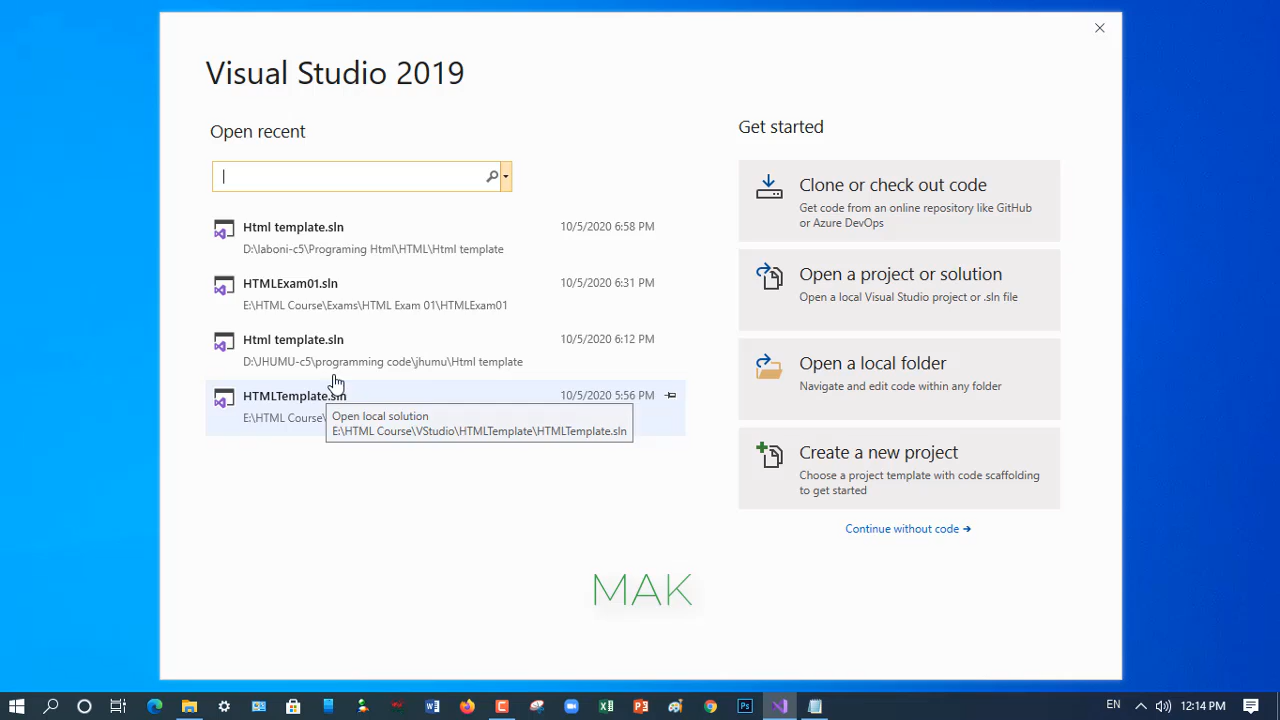 Visual Studio 2019
Open recent
Html template.sln 10/5/2020 6:58 PM
D:\laboni-c5\Programing Html\HTML\Html template
HTMLExam01.sln 10/5/2020 6:31 PM
E:\HTML Course\Exams\HTML Exam 01\HTMLExam01
Html template.sln 10/5/2020 6:12 PM
D:\JHUMU-c5\programming code\jhumu\Html template
HTMLTemplate.sln 10/5/2020 5:56 PM
E:\HTML Course\
Open local solution
E:\HTML Course\VStudio\HTMLTemplate\HTMLTemplate.sln
Get started
Clone or check out code
Get code from an online repository like GitHub
or Azure DevOps
Open a project or solution
Open a local Visual Studio project or .sln file
Open a local folder
Navigate and edit code within any folder
Create a new project
Choose a project template with code scaffolding
to get started
Continue without code
MAK
EN 12:14 PM